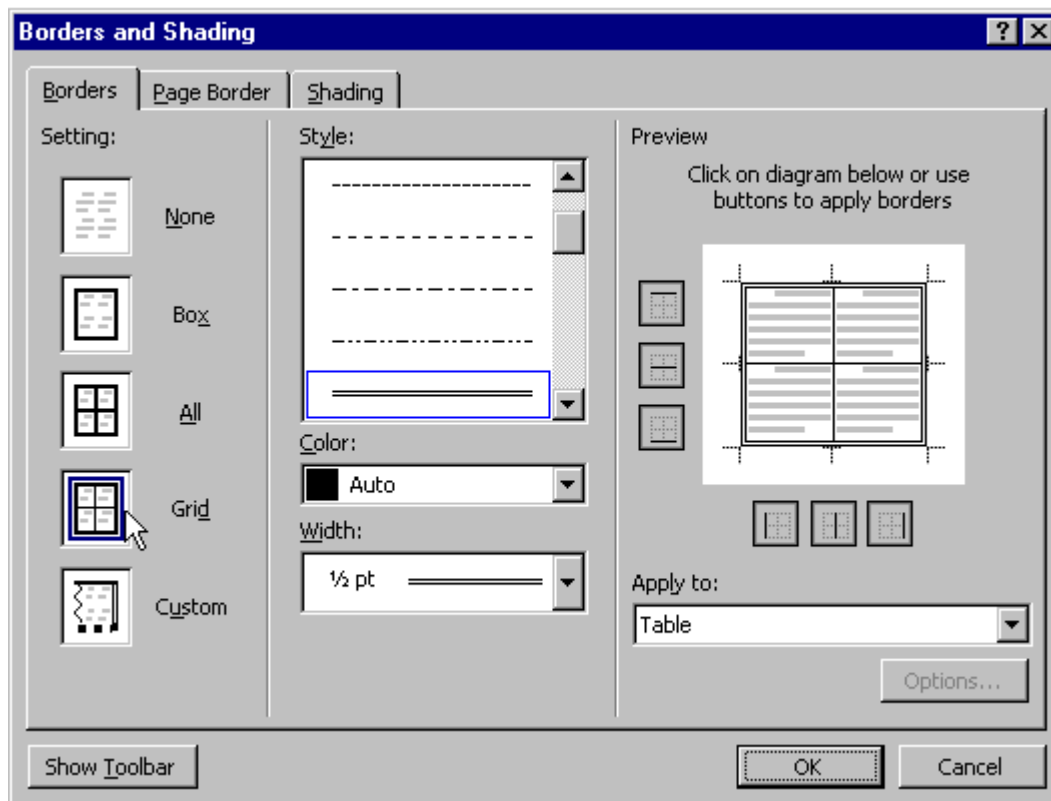 Borders and Shading
Borders
Page Border
Shading
Setting:
None
Box
All
Grid
Custom
Style:
Color:
Auto
Width:
½ pt
Preview
Click on diagram below or use
buttons to apply borders
Apply to:
Table
Options...
Show Toolbar
OK
Cancel